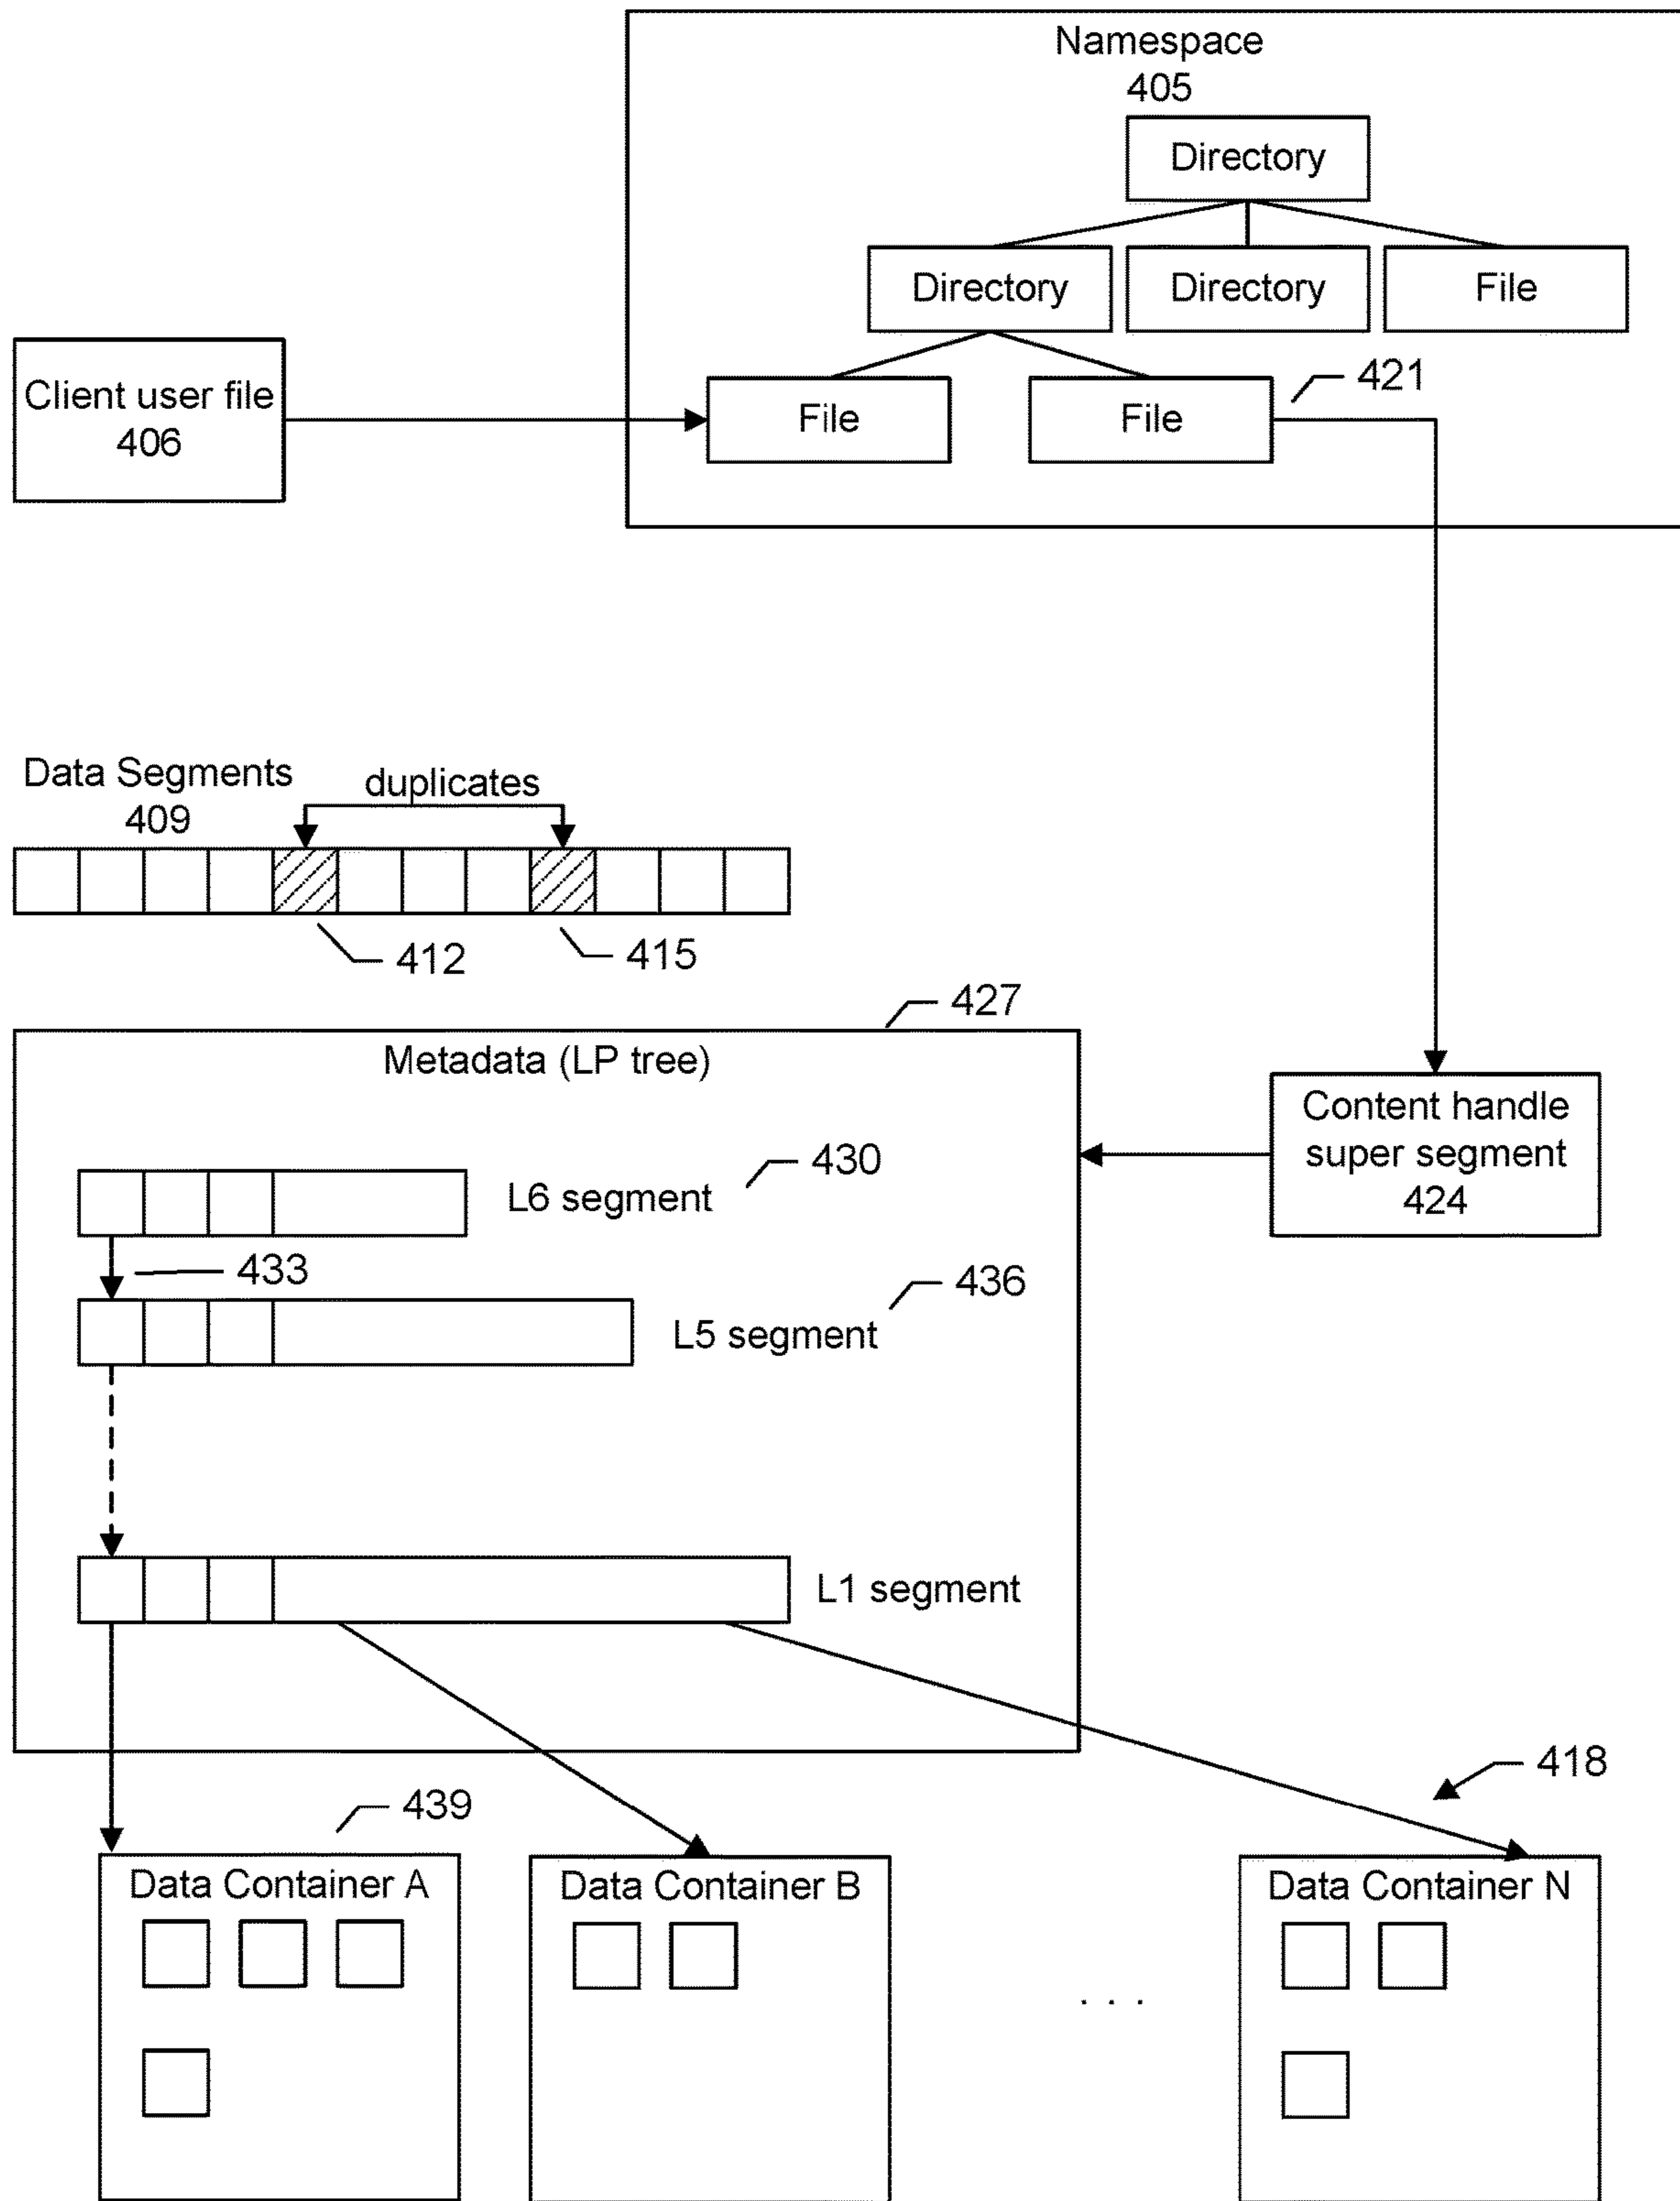 Namespace
405
Directory
Directory
Directory
File
Client user file
406
File
File
421
Data Segments
409
duplicates
412
415
427
Metadata (LP tree)
Content handle
super segment
424
430
L6 segment
433
436
L5 segment
L1 segment
418
439
Data Container A
Data Container B
. . .
Data Container N